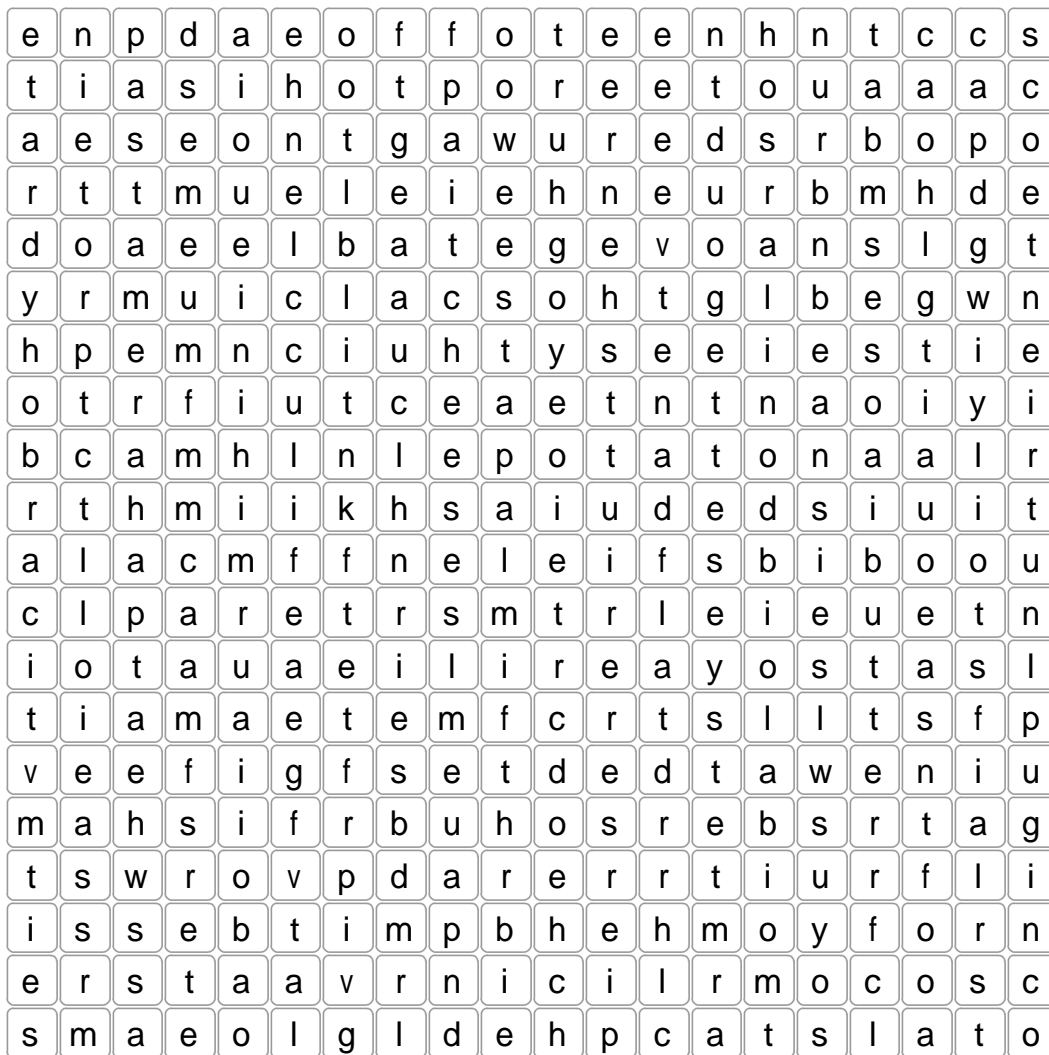 e n p d a e o f f o t e e n h n t c c s
t i a s i h o t p o r e e t o u a a a c
a e s e o n t g a w u r e d s r b o p o
r t t m u e l e i e h n e u r b m h d e
d o a e e l b a t e g e v o a n s l g t
y r m u i c l a c s o h t g l b e g w n
h p e m n c i u h t y s e e i e s t i e
o t r f i u t c e a e t n t n a o i y i
b c a m h l n l e p o t a t o n a a l r
r t h m i i k h s a i u d e d s i u i t
a l a c m f f n e l e i f s b i b o o u
c l p a r e t r s m t r l e i e u e t n
i o t a u a e i l i r e a y o s t a s l
t i a m a e t e m f c r t s l l t s f p
v e e f i g f s e t d e d t a w e n i u
m a h s i f r b u h o s r e b s r t a g
t s w r o v p d a r e r r t i u r f l i
i s s e b t i m p b h e h m o y f o r n
e r s t a a v r n i c i l r m o c o s c
s m a e o l g l d e h p c a t s l a t o